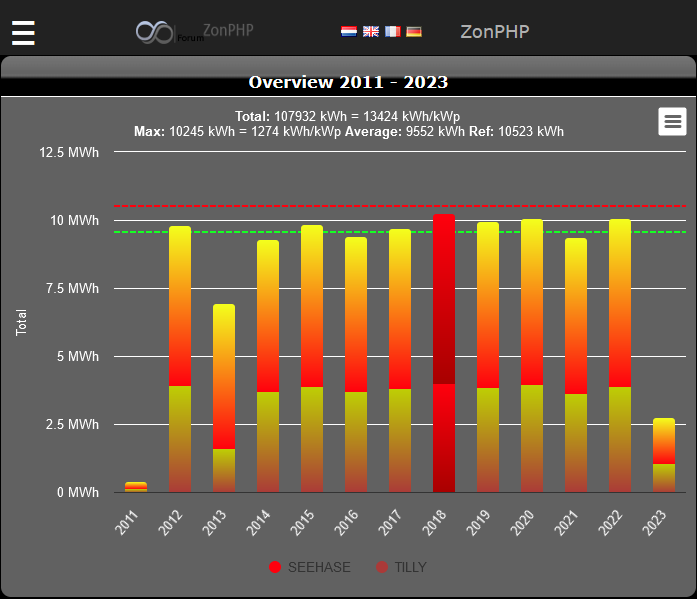 Forum ZonPHP ZonPHP
Overview 2011 - 2023
Total: 107932 kWh = 13424 kWh/kWp
Max: 10245 kWh = 1274 kWh/kWp Average: 9552 kWh Ref: 10523 kWh
12.5 MWh
10 MWh
7.5 MWh
5 MWh
2.5 MWh
0 MWh
Total
2011 2012 2013 2014 2015 2016 2017 2018 2019 2020 2021 2022 2023
SEEHASE TILLY